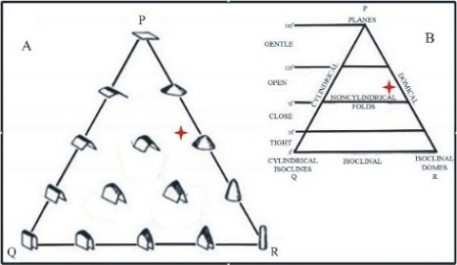 A
P
Q
R
B
P
PLANES
GENTLE
OPEN
CLOSE
TIGHT
CYLINDRICAL
DOMICAL
NONCYLINDRICAL
FOLDS
CYLINDRICAL
ISOCLINES
Q
ISOCLINAL
ISOCLINAL
DOMES
R